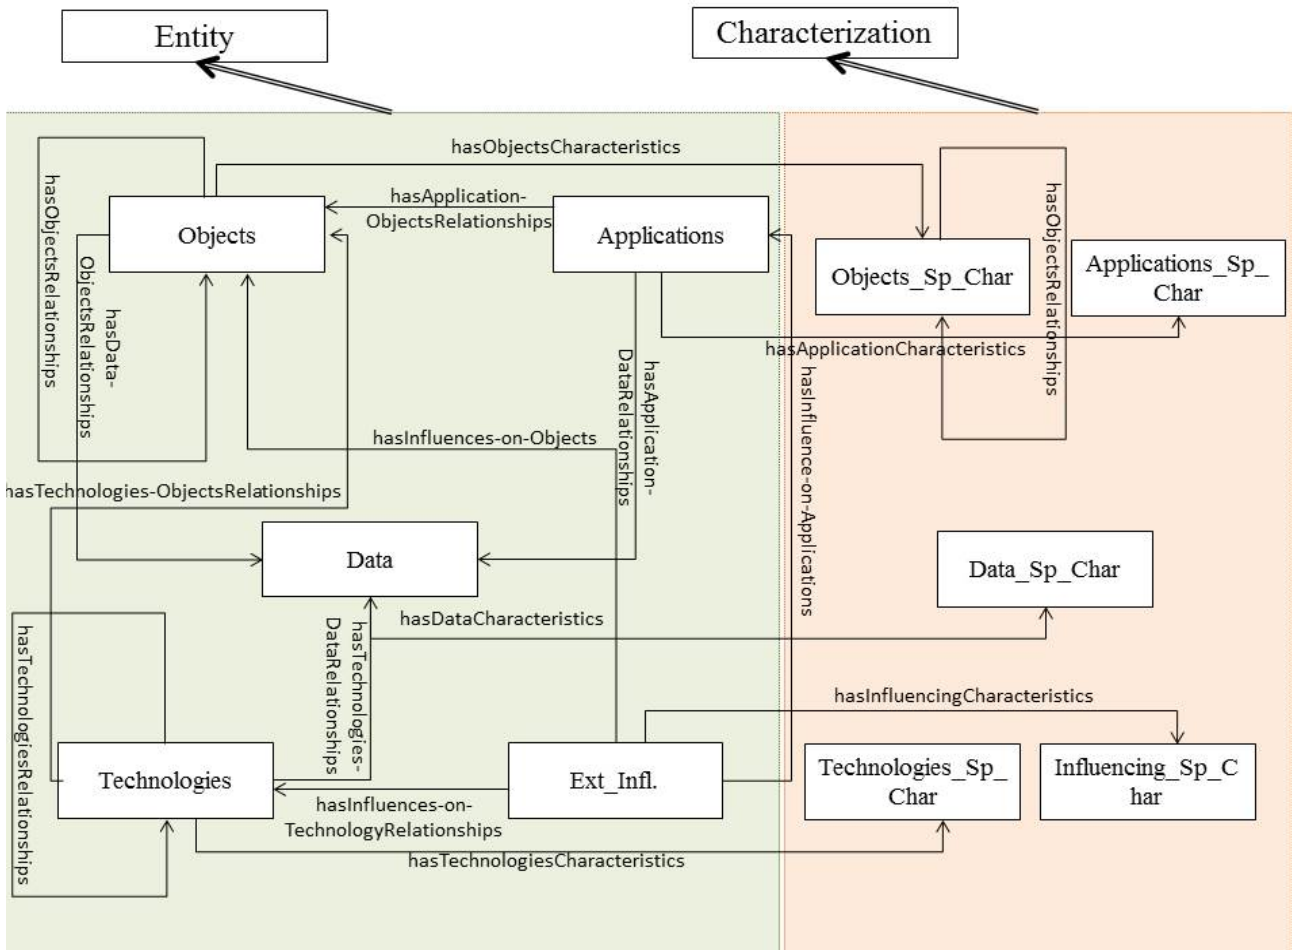 Entity
Characterization
hasObjectsCharacteristics
hasApplication-
ObjectsRelationships
Objects
Applications
hasObjectsRelationships
hasData-
ObjectsRelationships
Objects_Sp_Char
hasObjectsRelationships
Applications_Sp_
Char
hasApplicationCharacteristics
hasApplication-
DataRelationships
hasInfluence-on-Applications
hasInfluences-on-Objects
hasTechnologies-ObjectsRelationships
Data
Data_Sp_Char
hasDataCharacteristics
hasTechnologies-
DataRelationships
hasTechnologiesRelationships
hasInfluencingCharacteristics
Technologies
Ext_Infl.
Technologies_Sp_
Char
Influencing_Sp_C
har
hasInfluences-on-
TechnologyRelationships
hasTechnologiesCharacteristics